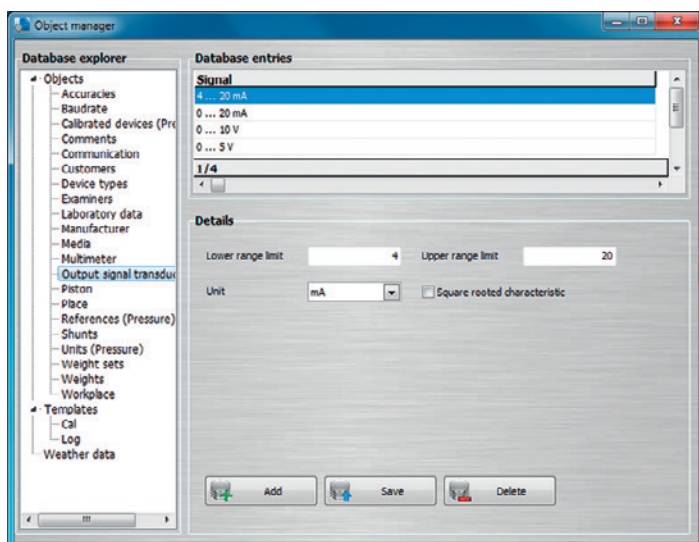 Object manager
Database explorer
Objects
Accuracies
Baudrate
Calibrated devices (Pre
Comments
Communication
Customers
Device types
Examiners
Laboratory data
Manufacturer
Media
Multimeter
Output signal transduc
Piston
Place
References (Pressure)
Shunts
Units (Pressure)
Weight sets
Weights
Workplace
Templates
Cal
Log
Weather data
Database entries
Signal
4 ... 20 mA
0 ... 20 mA
0 ... 10 V
0 ... 5 V
1/4
Details
Lower range limit 4 Upper range limit 20
Unit mA Square rooted characteristic
Add Save Delete